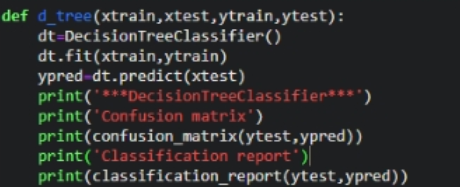 def d_tree(xtrain,xtest,ytrain,ytest):
    dt=DecisionTreeClassifier()
    dt.fit(xtrain,ytrain)
    ypred=dt.predict(xtest)
    print('***DecisionTreeClassifier***')
    print('Confusion matrix')
    print(confusion_matrix(ytest,ypred))
    print('Classification report')
    print(classification_report(ytest,ypred))